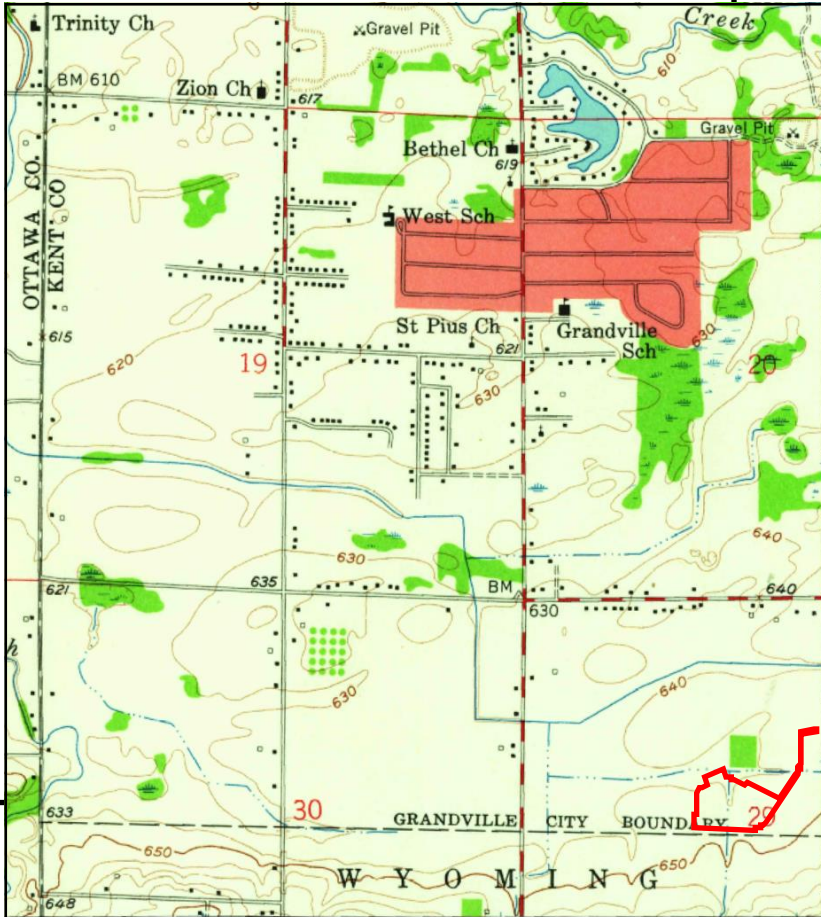 Trinity Ch
Gravel Pit
Creek
BM 610
Zion Ch
617
610
Gravel Pit
Bethel Ch
619
OTTAWA CO.
KENT CO
West Sch
615
620
19
St Pius Ch
621
Grandville
Sch
630
20
630
640
630
621
635
BM
630
640
h
630
640
633
30
GRANDVILLE CITY BOUNDARY
29
650
650
WYOMING
648